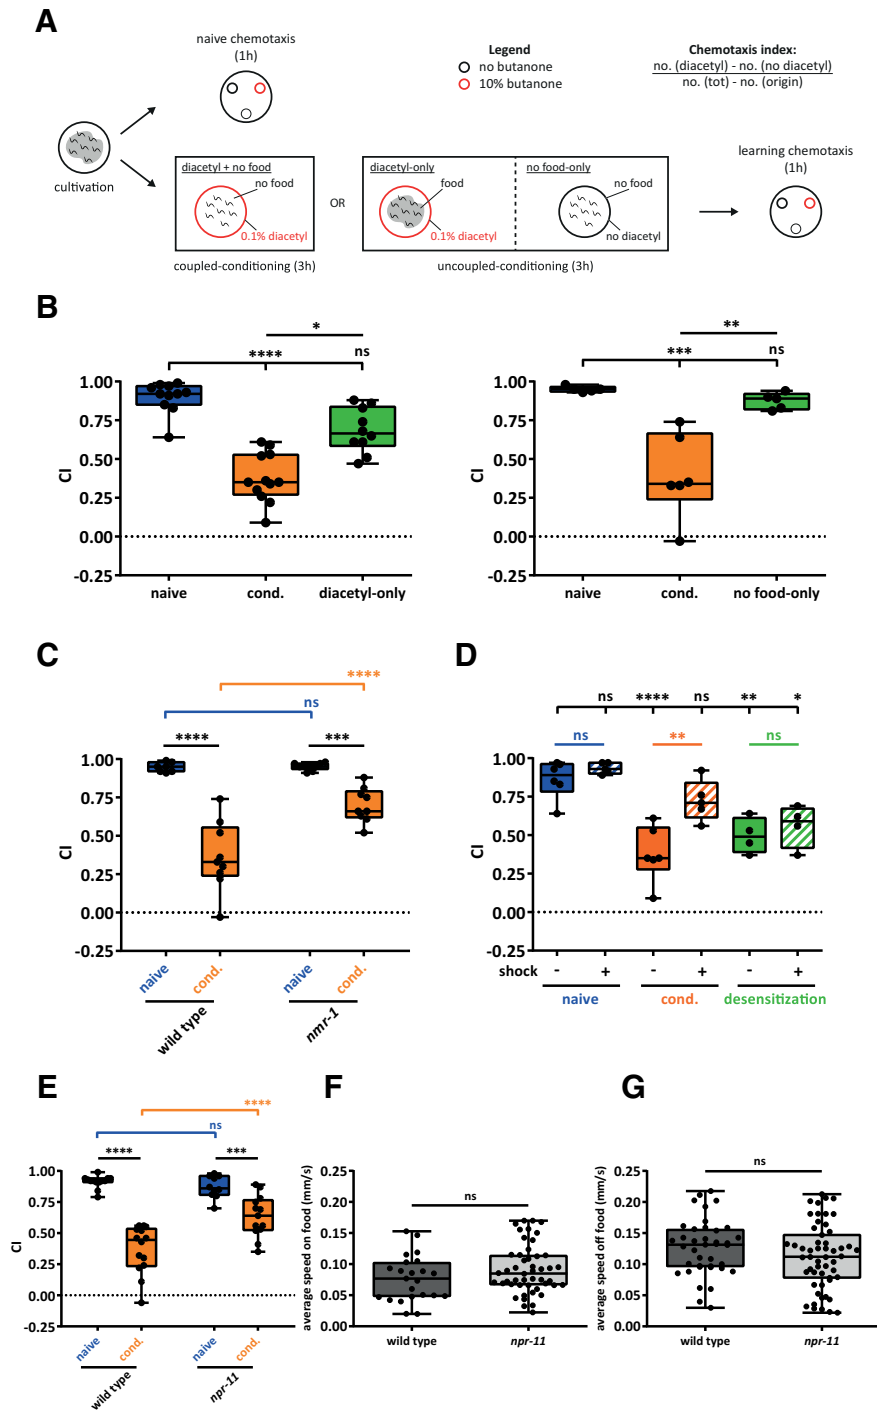 A
naive chemotaxis
(1h)
Legend
no butanone
10% butanone
Chemotaxis index:
no. (diacetyl) - no. (no diacetyl)
no. (tot) - no. (origin)
cultivation
diacetyl + no food
no food
0.1% diacetyl
coupled-conditioning (3h)
OR
diacetyl-only
food
0.1% diacetyl
no food-only
no food
no diacetyl
uncoupled-conditioning (3h)
learning chemotaxis
(1h)
B
*
**** ns
CI
1.00
0.75
0.50
0.25
0.00
-0.25
naive cond. diacetyl-only
**
*** ns
CI
1.00
0.75
0.50
0.25
0.00
-0.25
naive cond. no food-only
C
****
ns
**** ***
CI
1.00
0.75
0.50
0.25
0.00
-0.25
naive cond. naive cond.
wild type nmr-1
D
ns **** ns ** *
ns ** ns
CI
1.00
0.75
0.50
0.25
0.00
-0.25
shock - + - + - +
naive cond. desensitization
E
****
ns
**** ***
CI
1.00
0.75
0.50
0.25
0.00
-0.25
naive cond. naive cond.
wild type npr-11
F
ns
average speed on food (mm/s)
0.25
0.20
0.15
0.10
0.05
0.00
wild type npr-11
G
ns
average speed off food (mm/s)
0.25
0.20
0.15
0.10
0.05
0.00
wild type npr-11